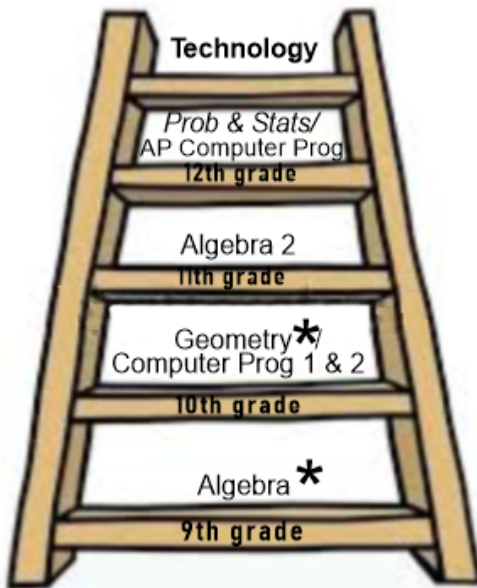 Technology
Prob & Stats/
AP Computer Prog
12th grade
Algebra 2
11th grade
Geometry*/
Computer Prog 1 & 2
10th grade
Algebra *
9th grade